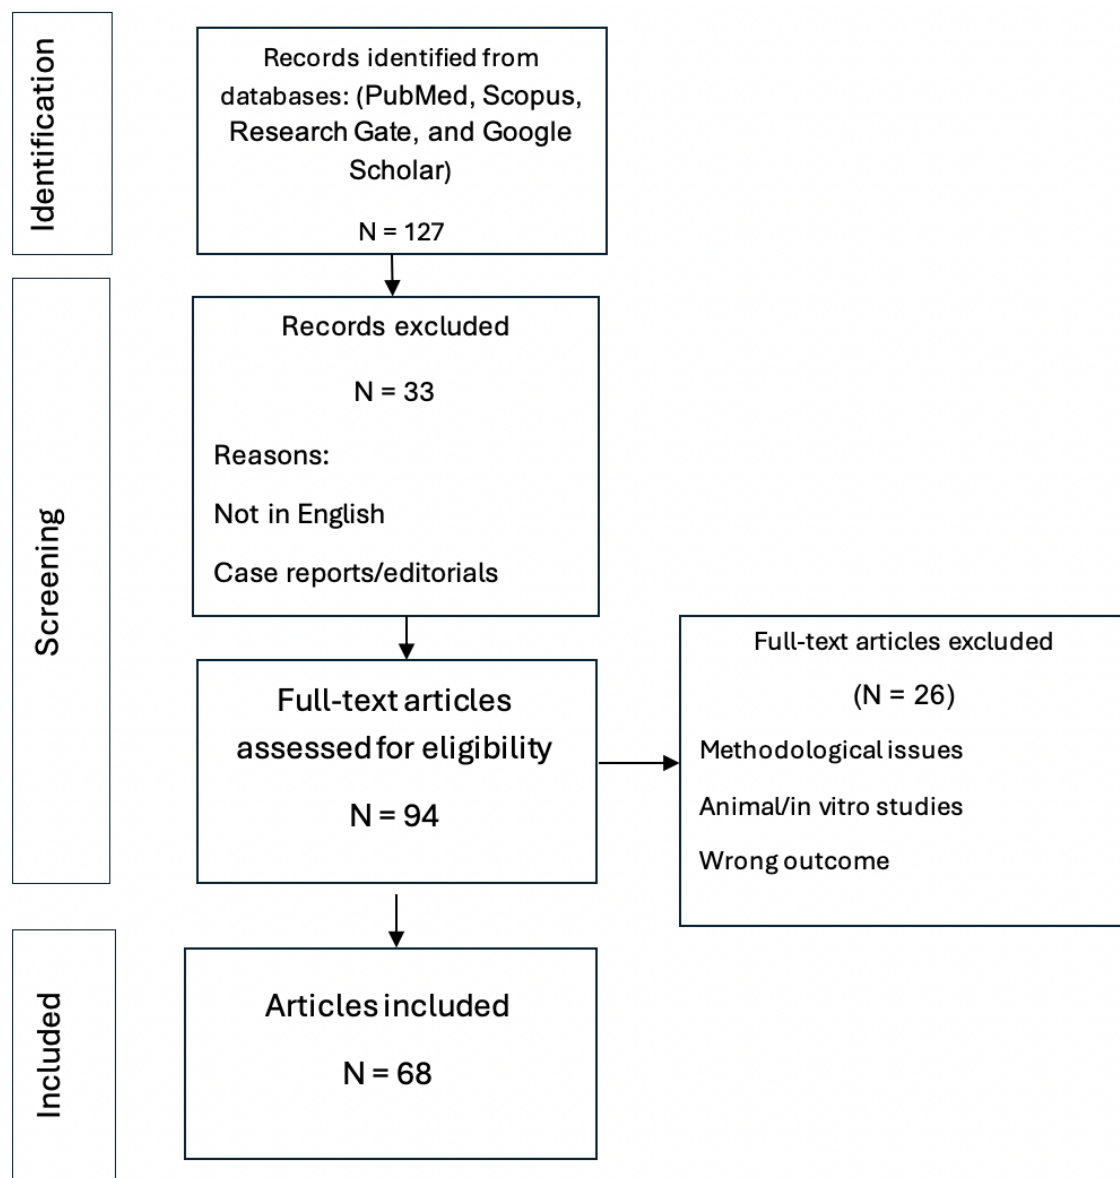 Identification
Records identified from
databases: (PubMed, Scopus,
Research Gate, and Google
Scholar)
N = 127
Screening
Records excluded
N = 33
Reasons:
Not in English
Case reports/editorials
Full-text articles
assessed for eligibility
N = 94
Full-text articles excluded
(N = 26)
Methodological issues
Animal/in vitro studies
Wrong outcome
Included
Articles included
N = 68